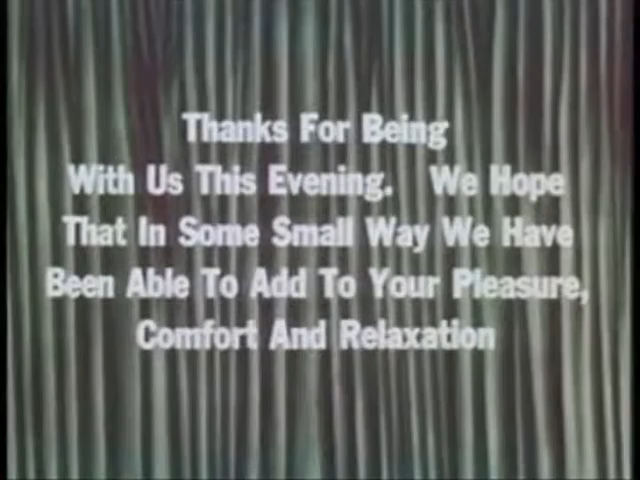 Thanks For Being
With Us This Evening. We Hope
That In Some Small Way We Have
Been Able To Add To Your Pleasure,
Comfort And Relaxation